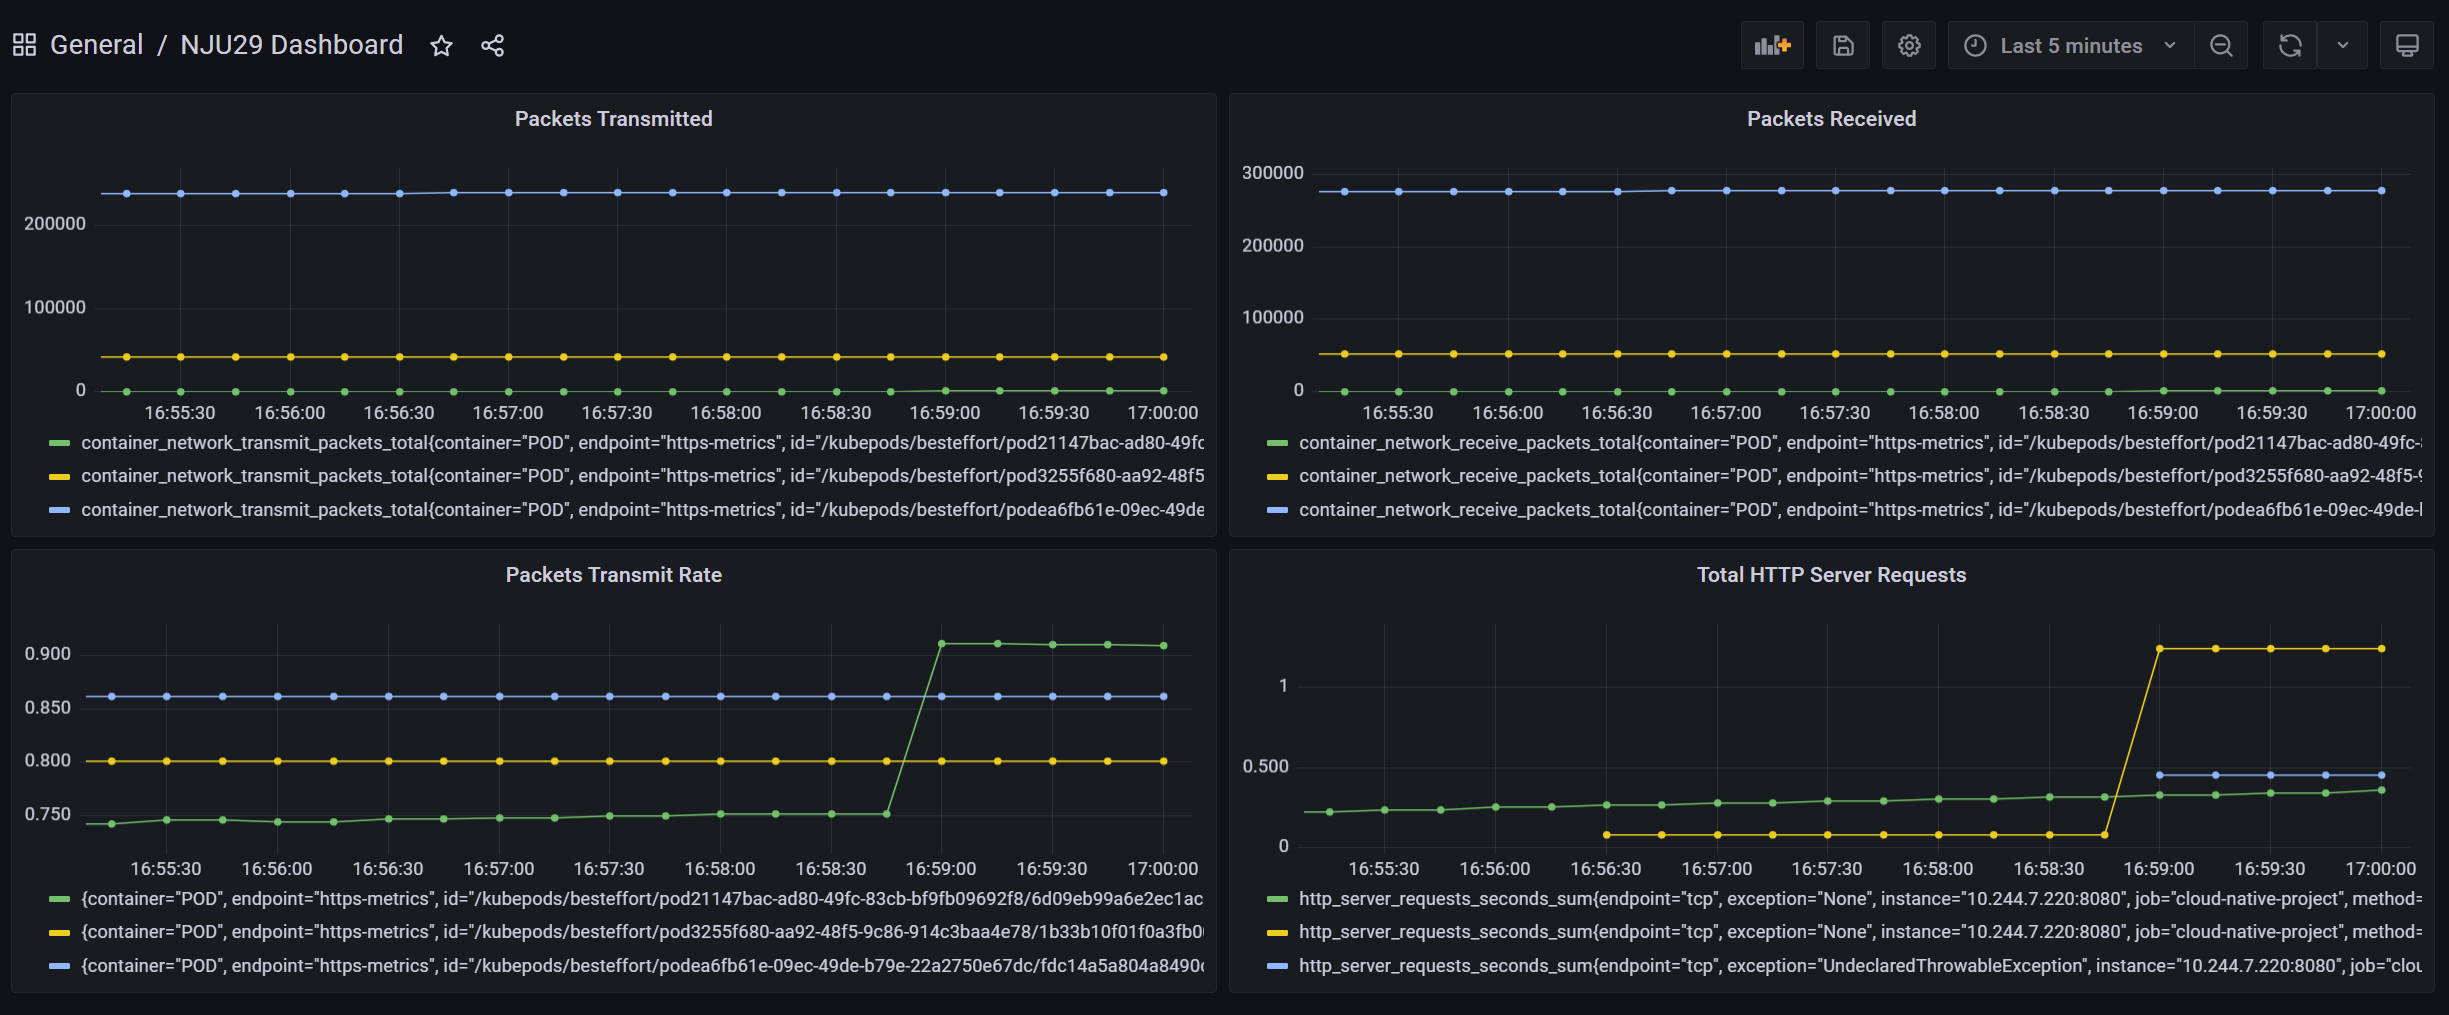 General / NJU29 Dashboard
Last 5 minutes
Packets Transmitted
200000
100000
0
16:55:30 16:56:00 16:56:30 16:57:00 16:57:30 16:58:00 16:58:30 16:59:00 16:59:30 17:00:00
container_network_transmit_packets_total{container="POD", endpoint="https-metrics", id="/kubepods/besteffort/pod21147bac-ad80-49fc
container_network_transmit_packets_total{container="POD", endpoint="https-metrics", id="/kubepods/besteffort/pod3255f680-aa92-48f5
container_network_transmit_packets_total{container="POD", endpoint="https-metrics", id="/kubepods/besteffort/podea6fb61e-09ec-49de
Packets Received
300000
200000
100000
0
16:55:30 16:56:00 16:56:30 16:57:00 16:57:30 16:58:00 16:58:30 16:59:00 16:59:30 17:00:00
container_network_receive_packets_total{container="POD", endpoint="https-metrics", id="/kubepods/besteffort/pod21147bac-ad80-49fc-
container_network_receive_packets_total{container="POD", endpoint="https-metrics", id="/kubepods/besteffort/pod3255f680-aa92-48f5-9
container_network_receive_packets_total{container="POD", endpoint="https-metrics", id="/kubepods/besteffort/podea6fb61e-09ec-49de-
Packets Transmit Rate
0.900
0.850
0.800
0.750
16:55:30 16:56:00 16:56:30 16:57:00 16:57:30 16:58:00 16:58:30 16:59:00 16:59:30 17:00:00
{container="POD", endpoint="https-metrics", id="/kubepods/besteffort/pod21147bac-ad80-49fc-83cb-bf9fb09692f8/6d09eb99a6e2ec1ac
{container="POD", endpoint="https-metrics", id="/kubepods/besteffort/pod3255f680-aa92-48f5-9c86-914c3baa4e78/1b33b10f01f0a3fb0
{container="POD", endpoint="https-metrics", id="/kubepods/besteffort/podea6fb61e-09ec-49de-b79e-22a2750e67dc/fdc14a5a804a8490
Total HTTP Server Requests
1
0.500
0
16:55:30 16:56:00 16:56:30 16:57:00 16:57:30 16:58:00 16:58:30 16:59:00 16:59:30 17:00:00
http_server_requests_seconds_sum{endpoint="tcp", exception="None", instance="10.244.7.220:8080", job="cloud-native-project", method=
http_server_requests_seconds_sum{endpoint="tcp", exception="None", instance="10.244.7.220:8080", job="cloud-native-project", method=
http_server_requests_seconds_sum{endpoint="tcp", exception="UndeclaredThrowableException", instance="10.244.7.220:8080", job="clou